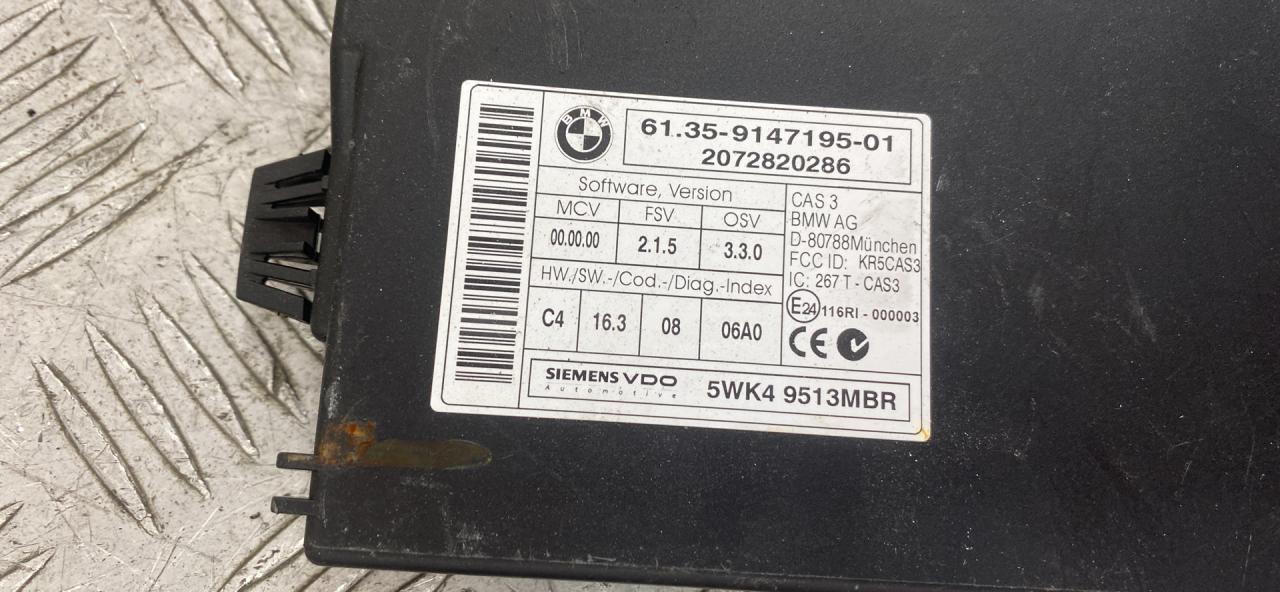 BMW
61.35-9147195-01
2072820286
Software, Version
MCV FSV OSV
00.00.00 2.1.5 3.3.0
HW./SW.-/Cod.-/Diag.-Index
C4 16.3 08 06A0
CAS 3
BMW AG
D-80788München
FCC ID: KR5CAS3
IC: 267 T - CAS3
E24 116RI - 000003
CE
SIEMENS VDO
Automotive
5WK4 9513MBR